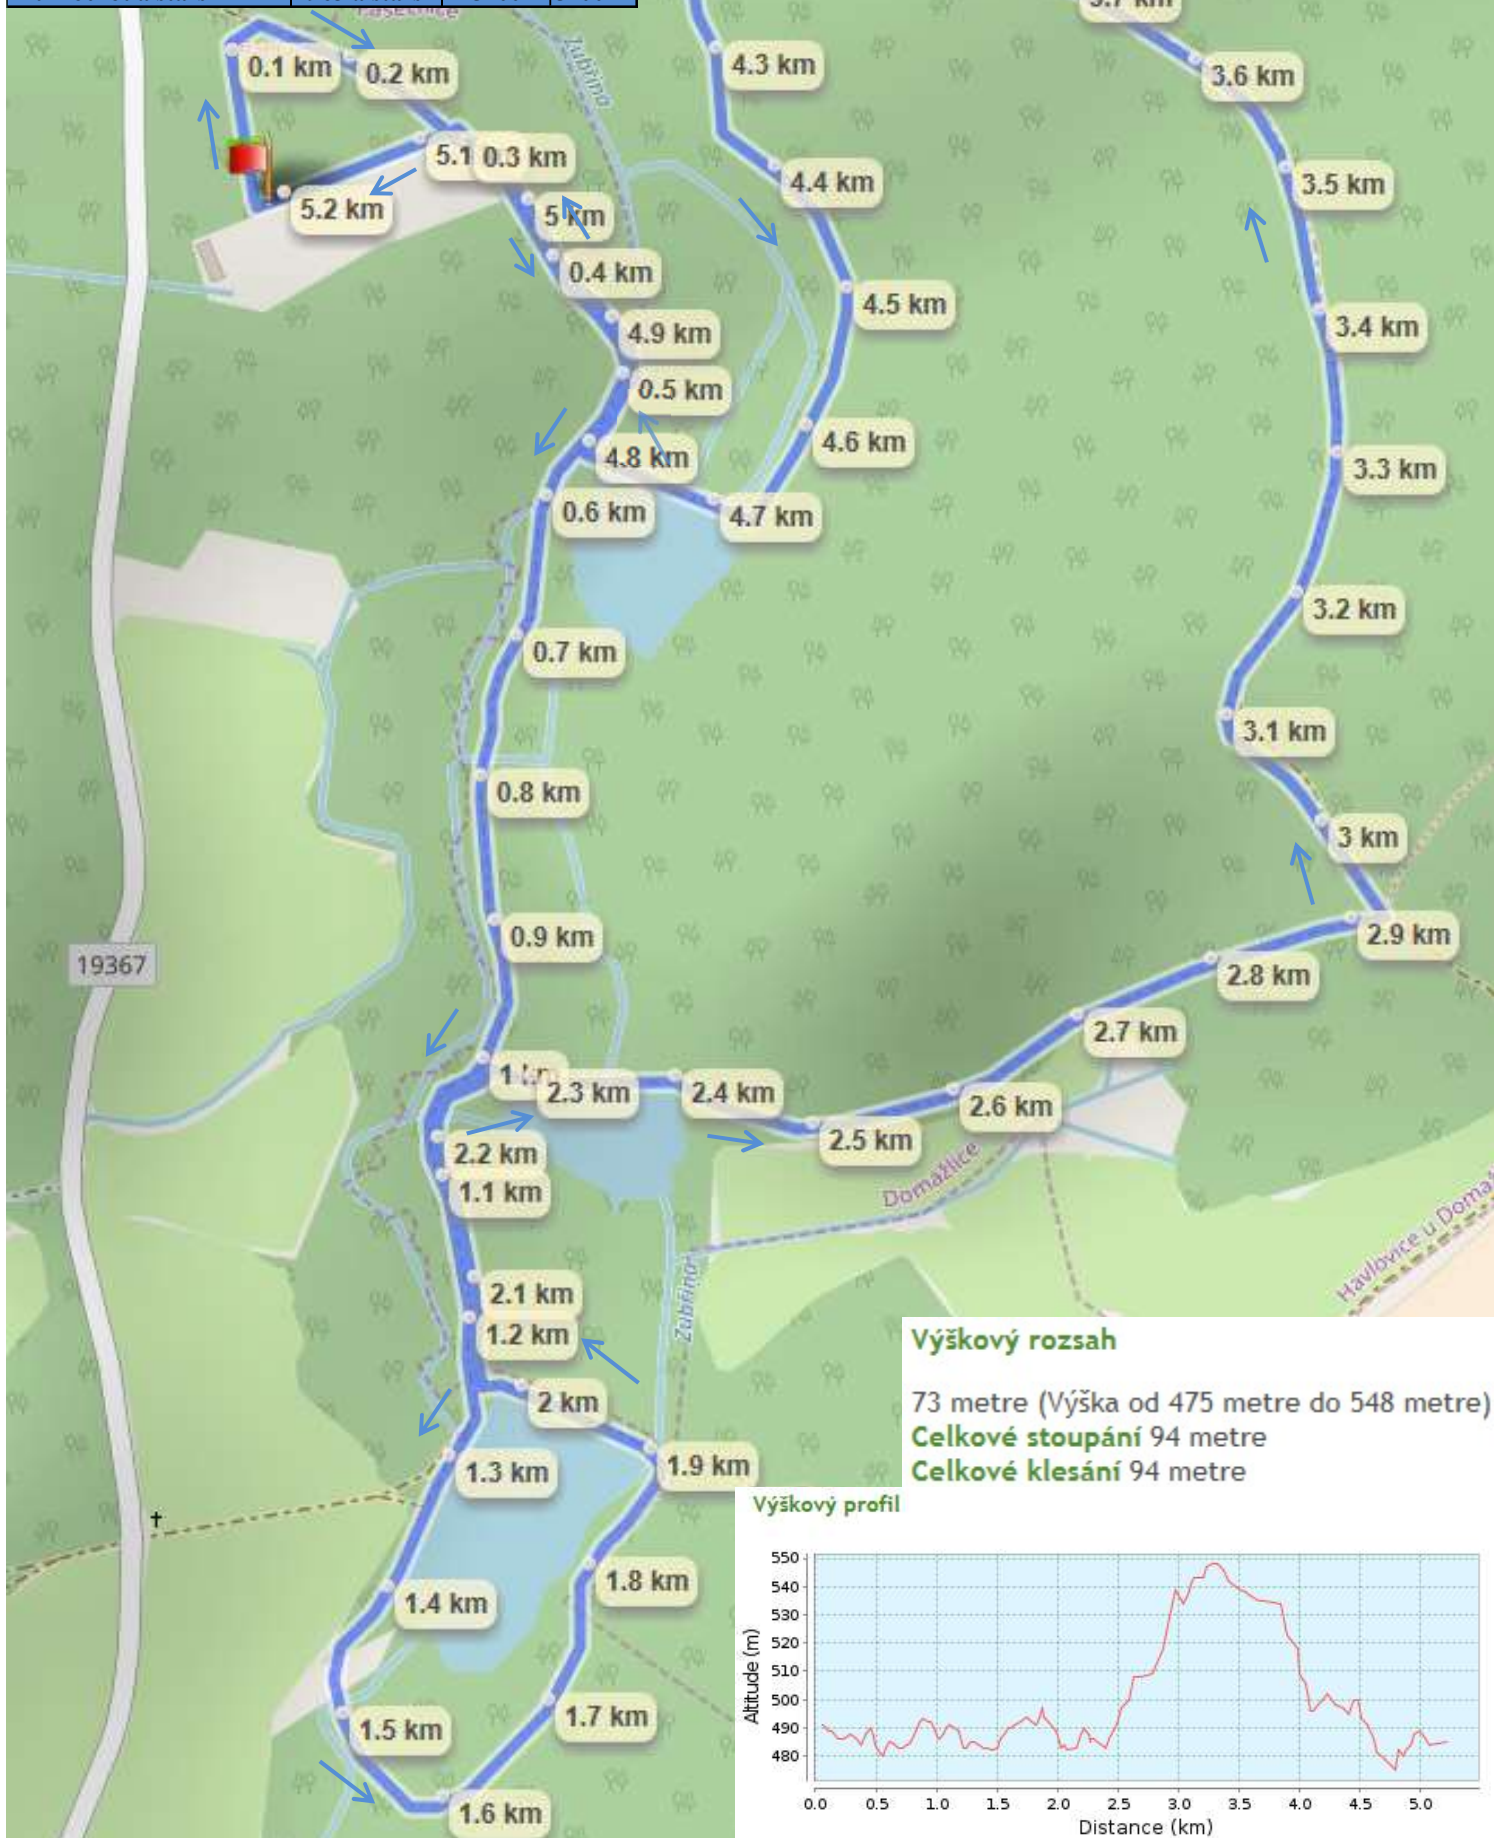 Zubřina
3.7 km
0.1 km
0.2 km
4.3 km
3.6 km
5.1
0.3 km
4.4 km
3.5 km
5.2 km
5 km
0.4 km
4.5 km
3.4 km
4.9 km
0.5 km
4.8 km
4.6 km
3.3 km
0.6 km
4.7 km
3.2 km
0.7 km
3.1 km
0.8 km
3 km
0.9 km
2.9 km
19367
2.8 km
2.7 km
1 km
2.3 km
2.4 km
2.6 km
2.5 km
2.2 km
Domažlice
1.1 km
Havlovice u Domaž
2.1 km
Zubřina
1.2 km
2 km
1.3 km
1.9 km
1.8 km
1.4 km
1.7 km
1.5 km
1.6 km
Výškový rozsah
73 metre (Výška od 475 metre do 548 metre)
Celkové stoupání 94 metre
Celkové klesání 94 metre
Výškový profil
550
540
530
520
510
500
490
480
Altitude (m)
0.0 0.5 1.0 1.5 2.0 2.5 3.0 3.5 4.0 4.5 5.0
Distance (km)